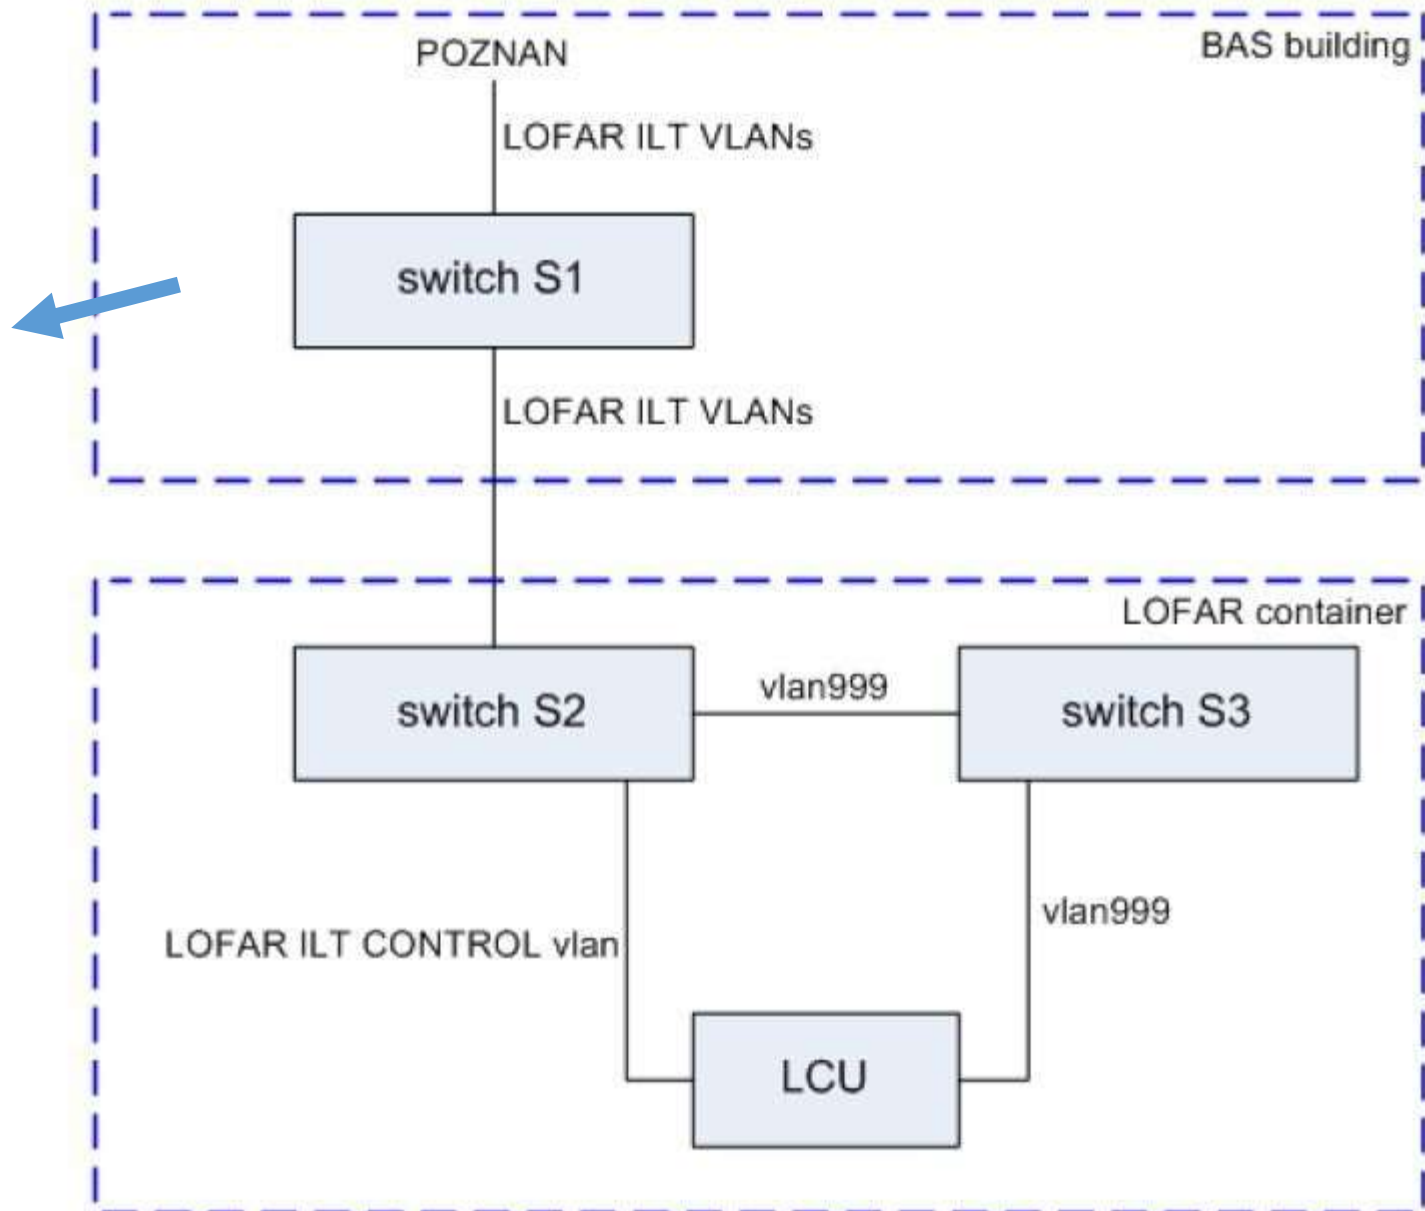 BAS building
POZNAN
LOFAR ILT VLANs
switch S1
LOFAR ILT VLANs
LOFAR container
switch S2
vlan999
switch S3
LOFAR ILT CONTROL vlan
vlan999
LCU